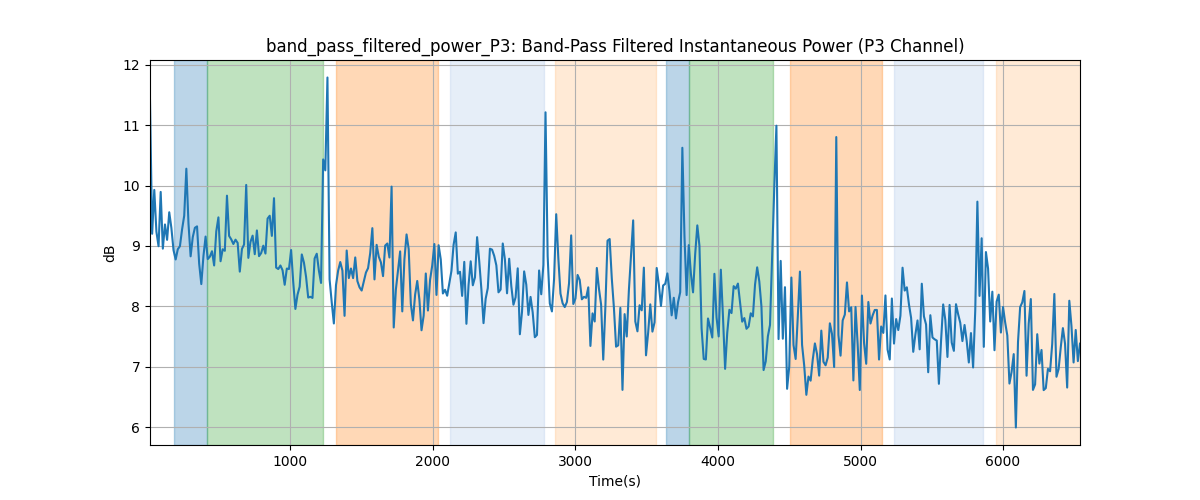 band_pass_filtered_power_P3: Band-Pass Filtered Instantaneous Power (P3 Channel)
12
11
10
9
8
7
6
dB
1000 2000 3000 4000 5000 6000
Time(s)